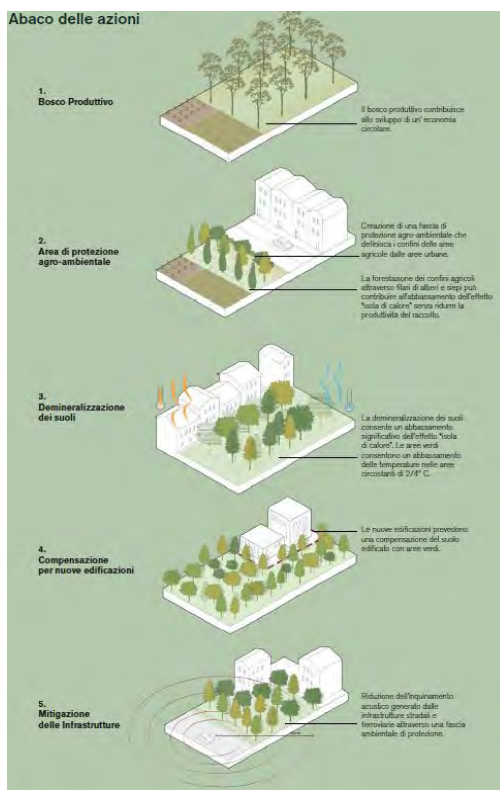 Abaco delle azioni
1.
Bosco Produttivo
Il bosco produttivo contribuisce
allo sviluppo di un' economia
circolare.
2.
Area di protezione
agro-ambientale
Creazione di una fascia di
protezione agro-ambientale che
definisca i confini delle aree
agricole dalle aree urbane.
La forestazione dei confini agricoli
attraverso filari di alberi e siepi può
contribuire all'abbassamento dell'effetto
"isola di calore" senza ridurre la
produttività del raccolto.
3.
Demineralizzazione
dei suoli
La demineralizzazione dei suoli
consente un abbassamento
significativo dell'effetto "isola
di calore". Le aree verdi
consentono un abbassamento
delle temperature nelle aree
circostanti di 2/4° C.
4.
Compensazione
per nuove edificazioni
Le nuove edificazioni prevedono
una compensazione del suolo
edificato con aree verdi.
5.
Mitigazione
delle Infrastrutture
Riduzione dell'inquinamento
acustico generato dalle
infrastrutture stradali e
ferroviarie attraverso una fascia
ambientale di protezione.